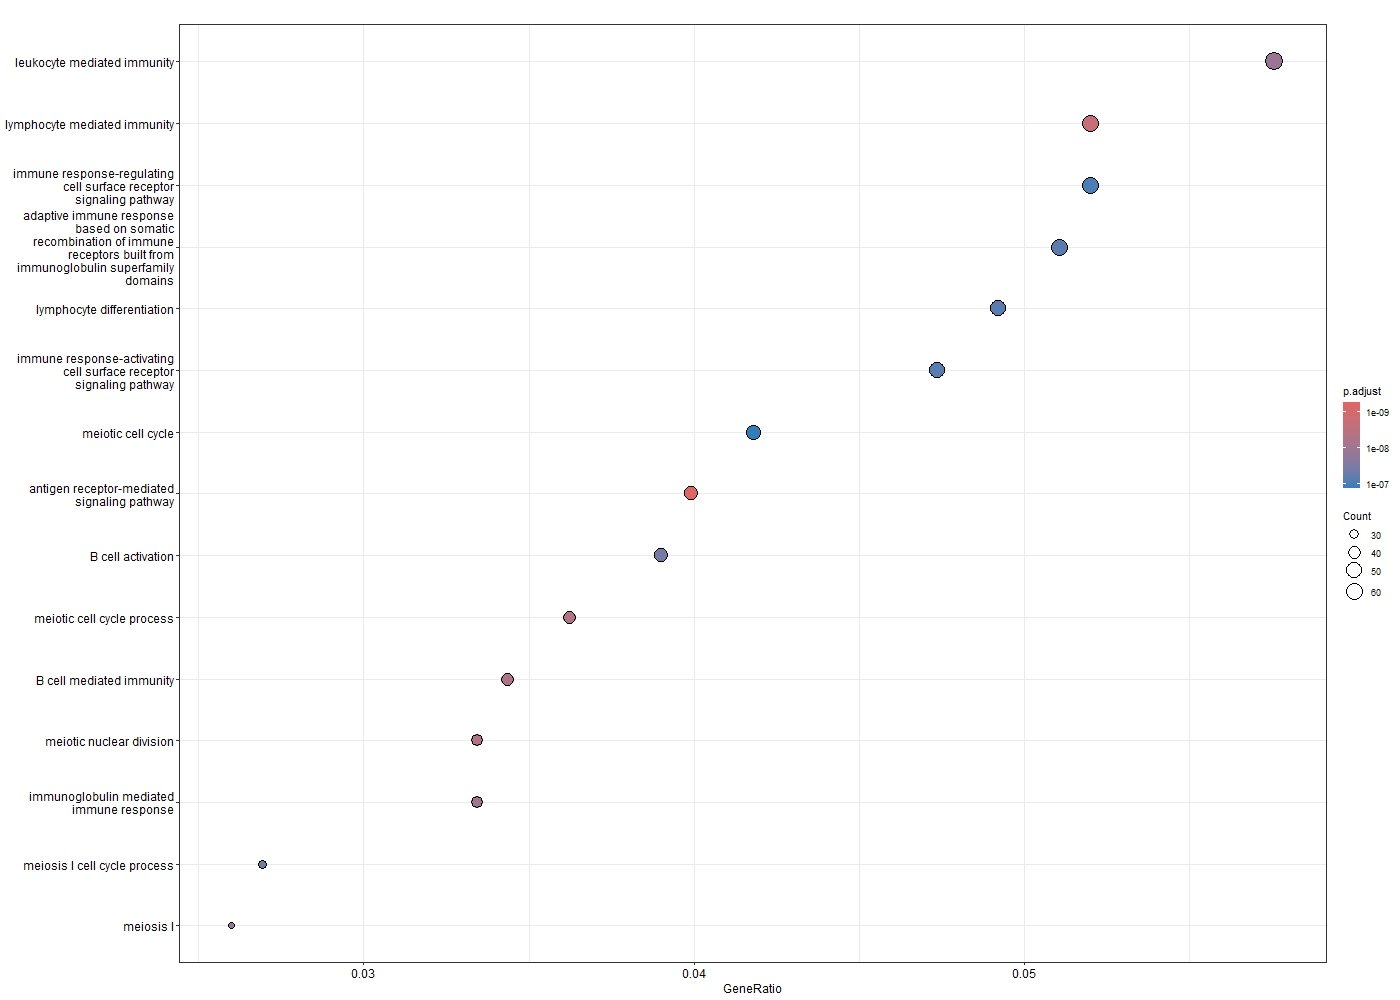 leukocyte mediated immunity
lymphocyte mediated immunity
immune response-regulating
cell surface receptor
signaling pathway
adaptive immune response
based on somatic
recombination of immune
receptors built from
immunoglobulin superfamily
domains
lymphocyte differentiation
immune response-activating
cell surface receptor
signaling pathway
meiotic cell cycle
antigen receptor-mediated
signaling pathway
B cell activation
meiotic cell cycle process
B cell mediated immunity
meiotic nuclear division
immunoglobulin mediated
immune response
meiosis I cell cycle process
meiosis I
0.03
0.04
0.05
GeneRatio
p.adjust
1e-09
1e-08
1e-07
Count
30
40
50
60